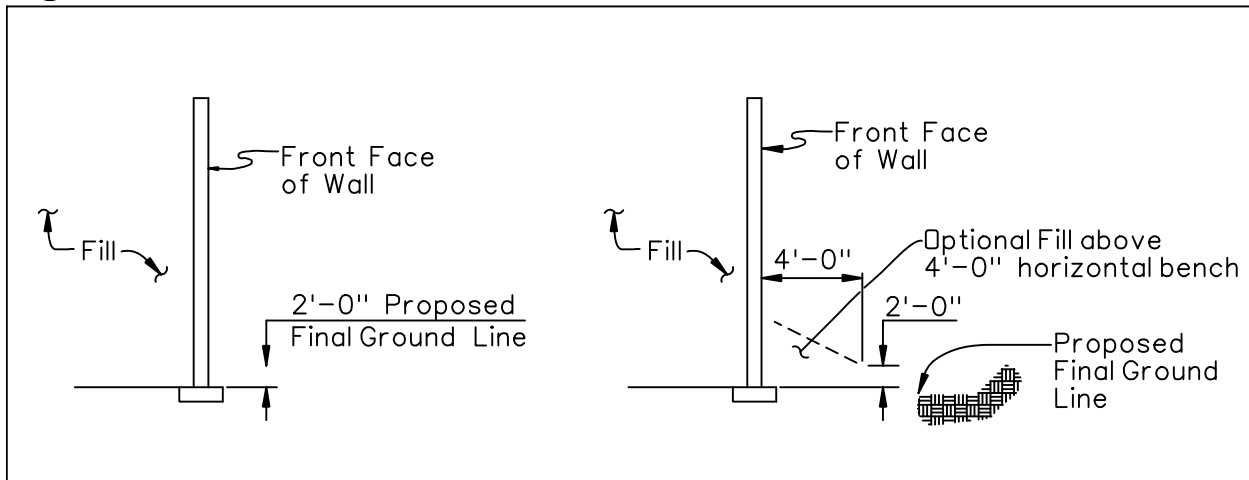 Front Face
of Wall
Fill
2'-0" Proposed
Final Ground Line
Front Face
of Wall
Fill
4'-0"
Optional Fill above
4'-0" horizontal bench
2'-0"
Proposed
Final Ground
Line